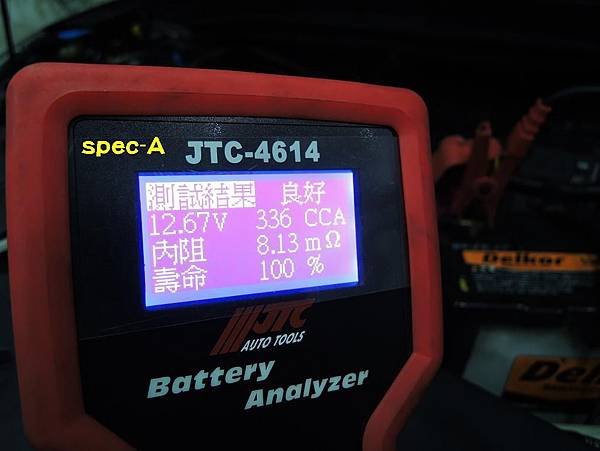 spec-A JTC-4614
測試結果 良好
12.67V 336 CCA
內阻 8.13 mΩ
壽命 100 %
JTC
AUTO TOOLS
Battery
Analyzer
Delkor